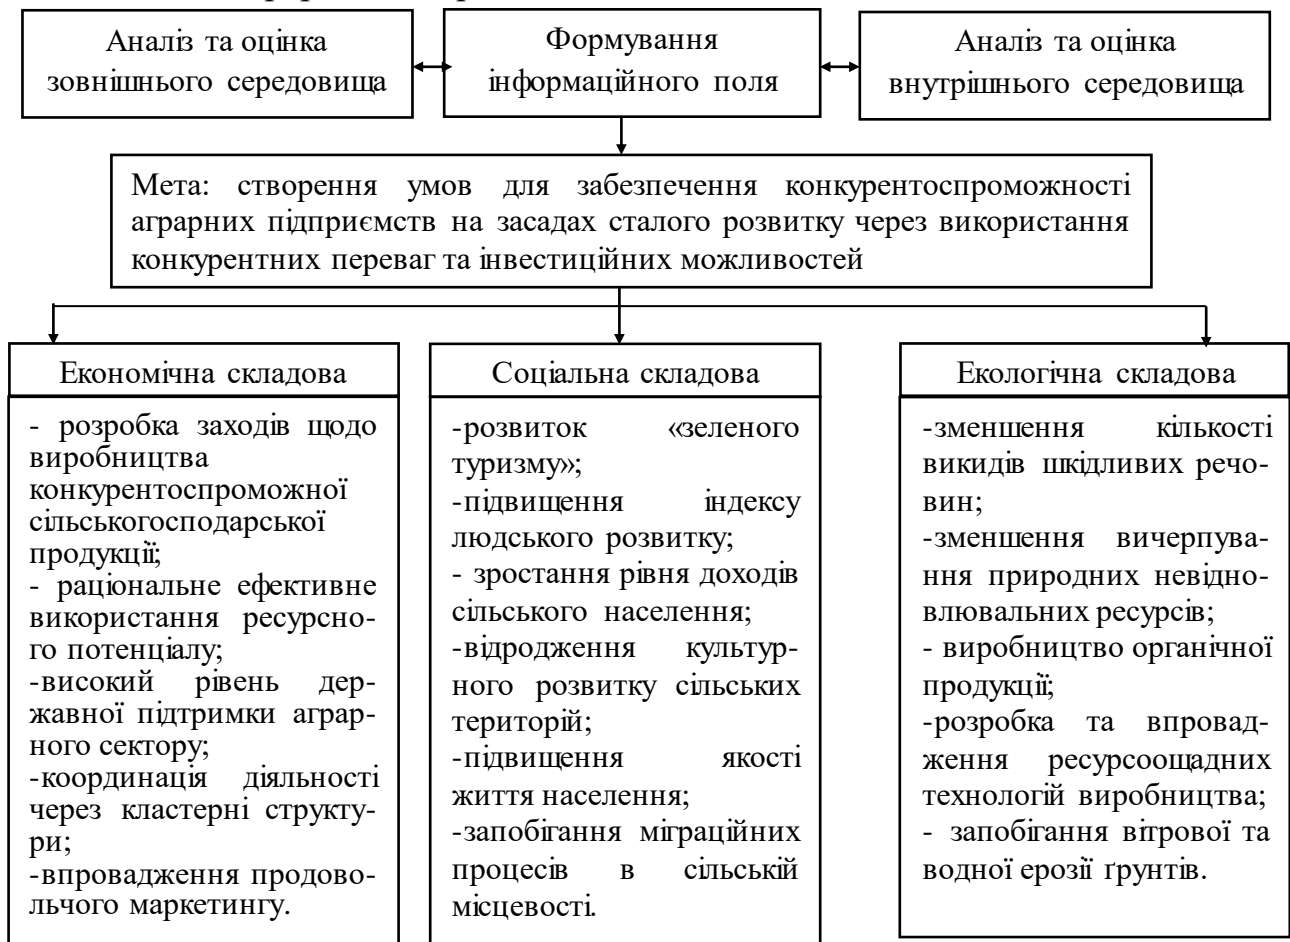 Аналіз та оцінка
зовнішнього середовища
Формування
інформаційного поля
Аналіз та оцінка
внутрішнього середовища
Мета: створення умов для забезпечення конкурентоспроможності
аграрних підприємств на засадах сталого розвитку через використання
конкурентних переваг та інвестиційних можливостей
Економічна складова
- розробка заходів щодо
виробництва
конкурентоспроможної
сільськогосподарської
продукції;
- раціональне ефективне
використання ресурсно-
го потенціалу;
-високий рівень дер-
жавної підтримки аграр-
ного сектору;
-координація діяльності
через кластерні структу-
ри;
-впровадження продово-
льчого маркетингу.
Соціальна складова
-розвиток «зеленого
туризму»;
-підвищення індексу
людського розвитку;
- зростання рівня доходів
сільського населення;
-відродження культур-
ного розвитку сільських
територій;
-підвищення якості
життя населення;
-запобігання міграційних
процесів в сільській
місцевості.
Екологічна складова
-зменшення кількості
викидів шкідливих речо-
вин;
-зменшення вичерпува-
ння природних невідно-
влювальних ресурсів;
- виробництво органічної
продукції;
-розробка та впровад-
ження ресурсоощадних
технологій виробництва;
- запобігання вітрової та
водної ерозії ґрунтів.